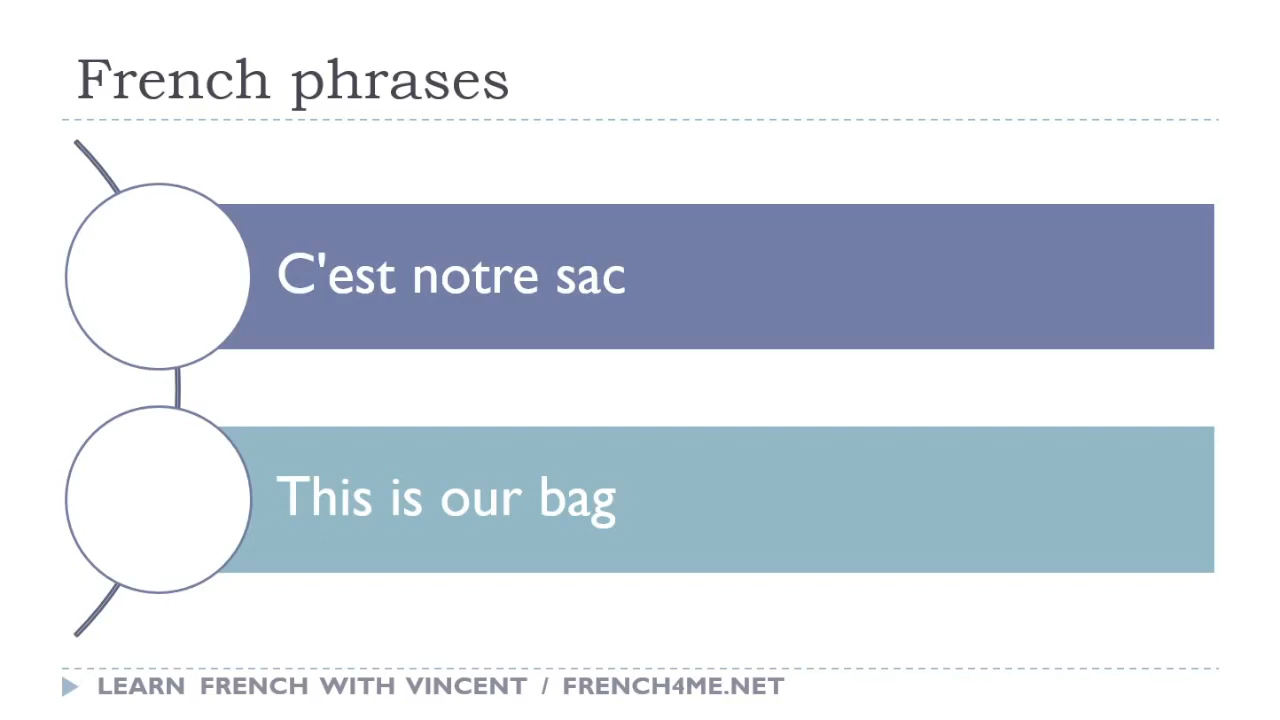 French phrases
C'est notre sac
This is our bag
LEARN FRENCH WITH VINCENT / FRENCH4ME.NET